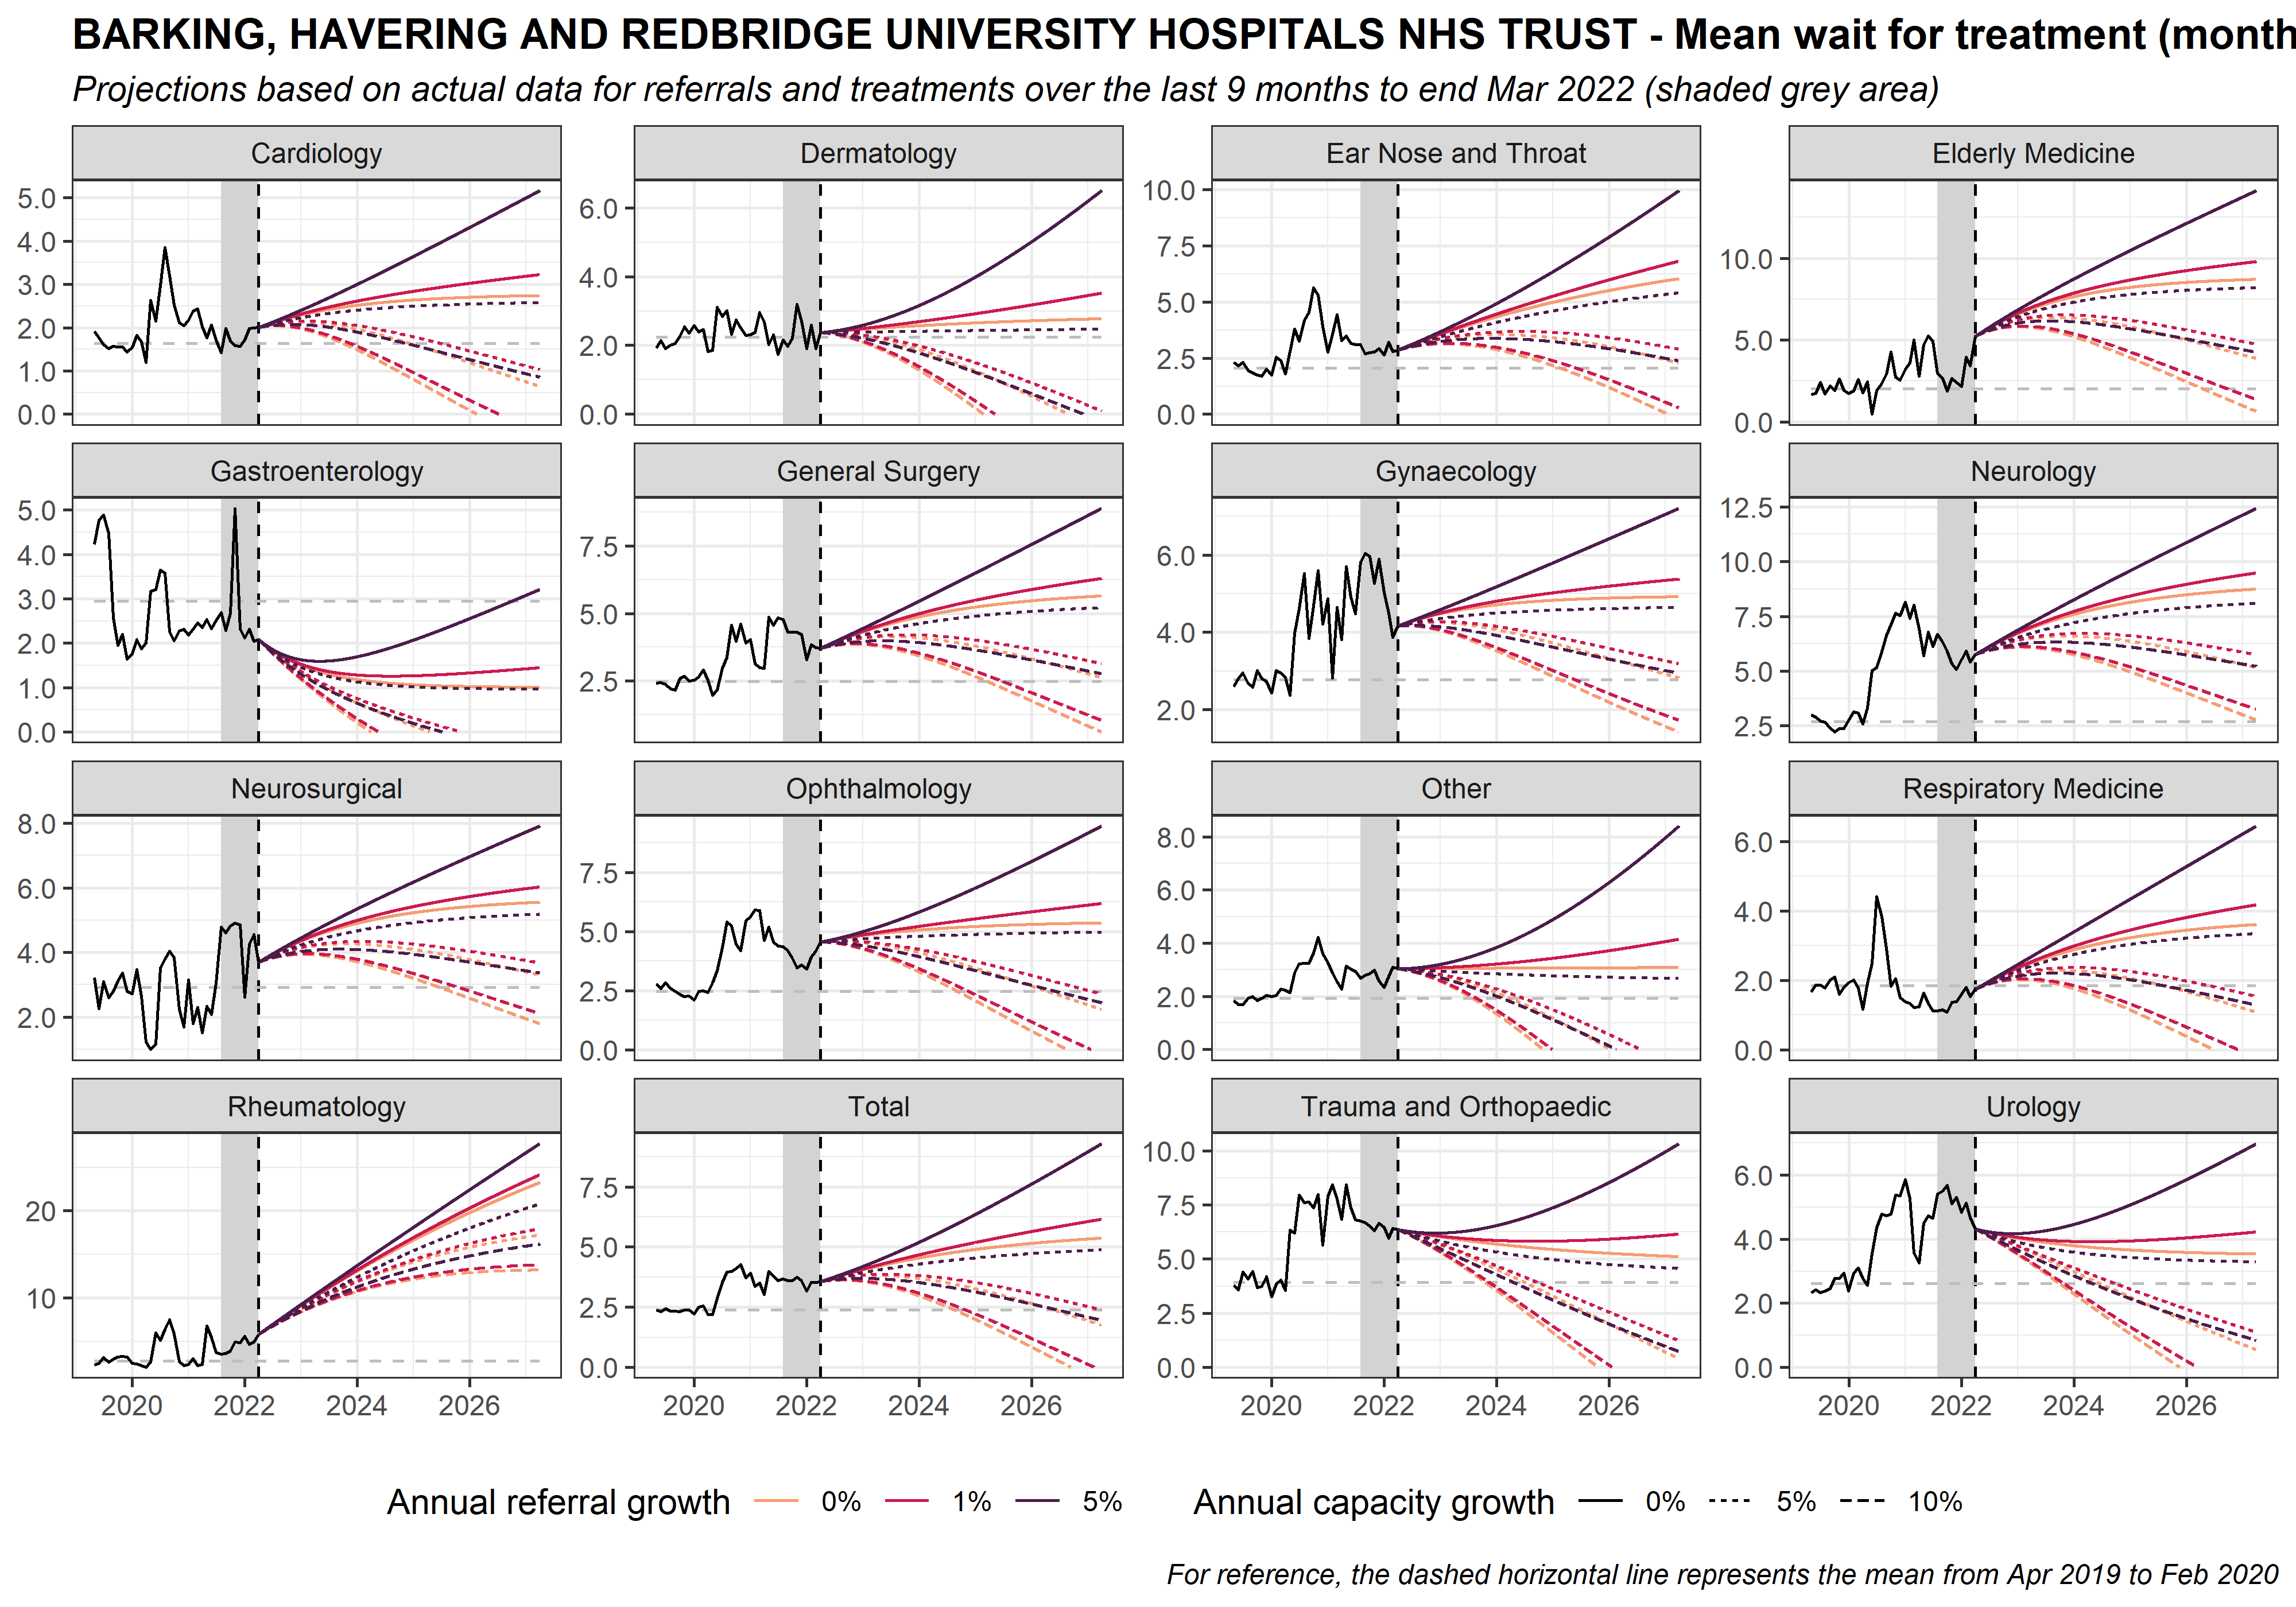 BARKING, HAVERING AND REDBRIDGE UNIVERSITY HOSPITALS NHS TRUST - Mean wait for treatment (month
Projections based on actual data for referrals and treatments over the last 9 months to end Mar 2022 (shaded grey area)
Cardiology
5.0
4.0
3.0
2.0
1.0
0.0
Dermatology
6.0
4.0
2.0
0.0
Ear Nose and Throat
10.0
7.5
5.0
2.5
0.0
Elderly Medicine
10.0
5.0
0.0
Gastroenterology
5.0
4.0
3.0
2.0
1.0
0.0
General Surgery
7.5
5.0
2.5
Gynaecology
6.0
4.0
2.0
Neurology
12.5
10.0
7.5
5.0
2.5
Neurosurgical
8.0
6.0
4.0
2.0
Ophthalmology
7.5
5.0
2.5
0.0
Other
8.0
6.0
4.0
2.0
0.0
Respiratory Medicine
6.0
4.0
2.0
0.0
Rheumatology
20
10
2020 2022 2024 2026
Total
7.5
5.0
2.5
0.0
2020 2022 2024 2026
Trauma and Orthopaedic
10.0
7.5
5.0
2.5
0.0
2020 2022 2024 2026
Urology
6.0
4.0
2.0
0.0
2020 2022 2024 2026
Annual referral growth 0% 1% 5% Annual capacity growth 0% 5% 10%
For reference, the dashed horizontal line represents the mean from Apr 2019 to Feb 2020